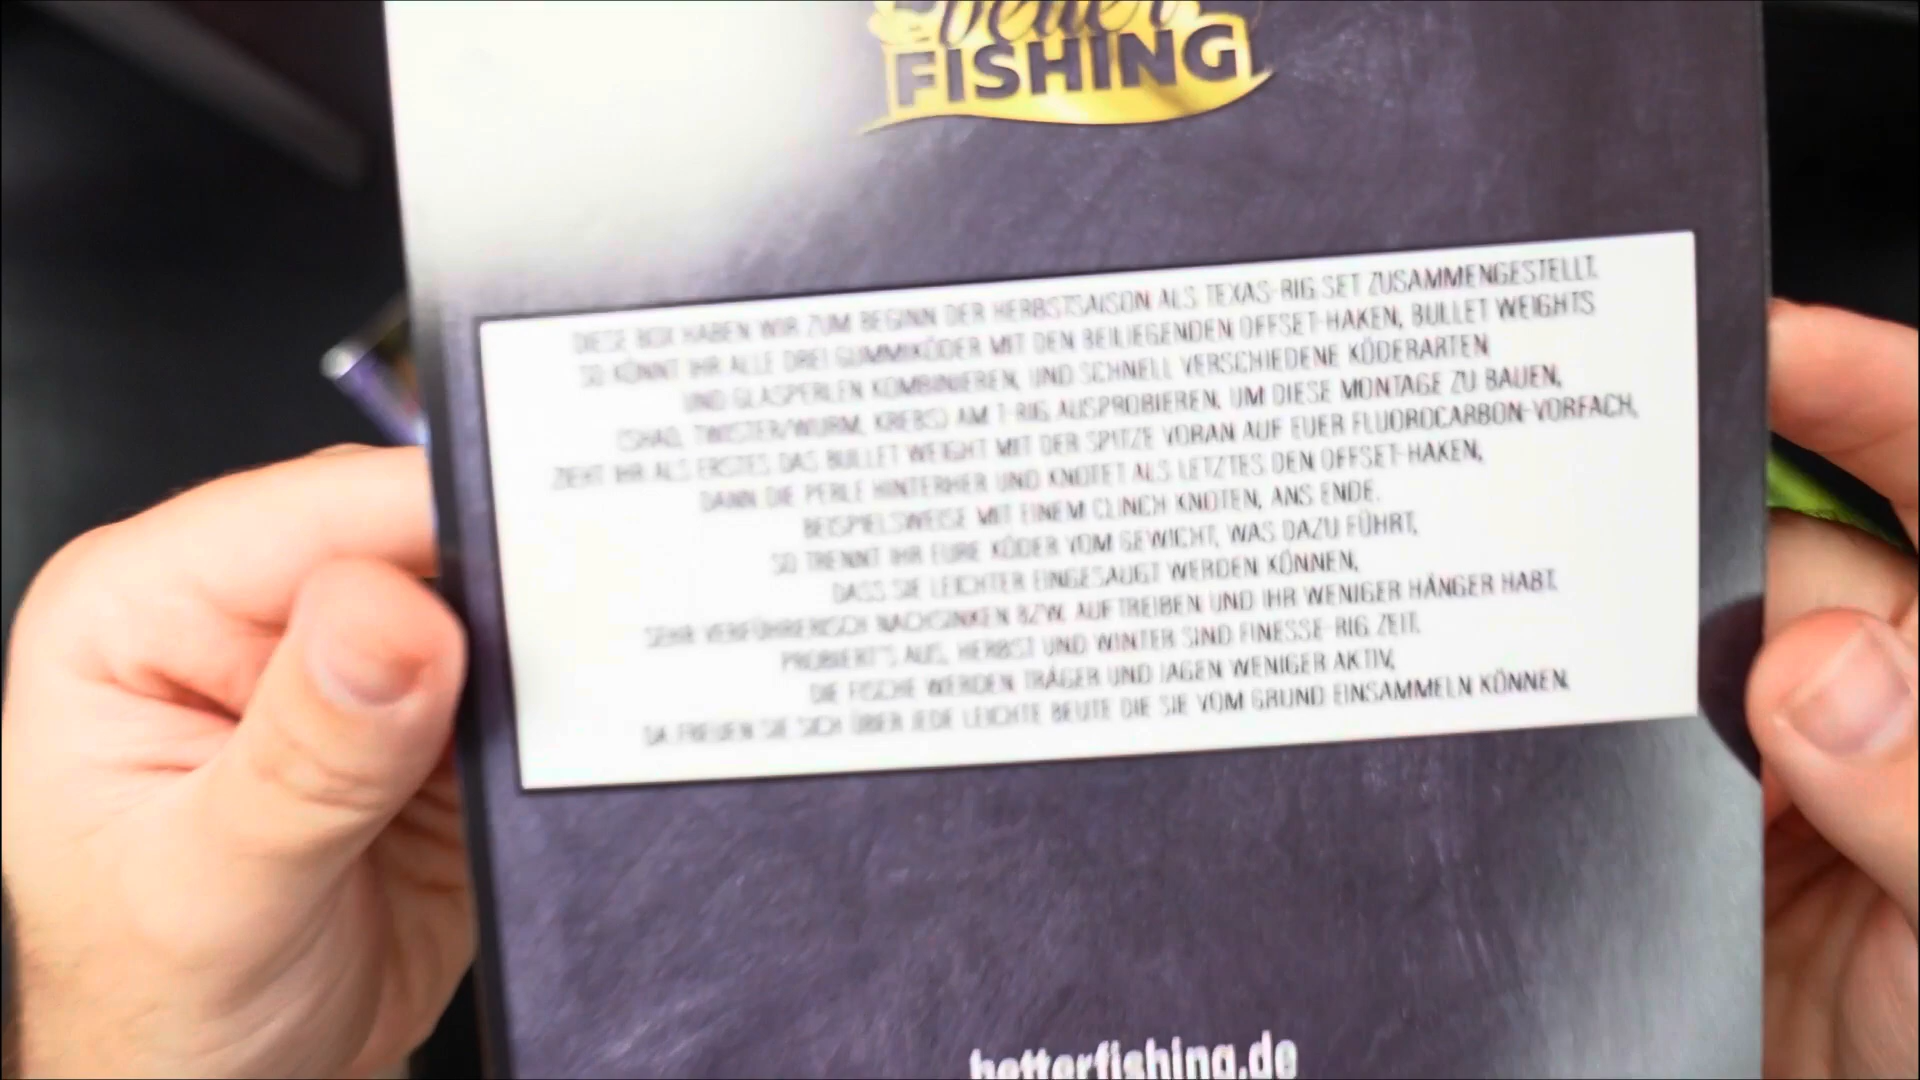 better
FISHING
DIESE BOX HABEN WIR ZUM BEGINN DER HERBSTSAISON ALS TEXAS-RIG SET ZUSAMMENGESTELLT.
SO KÖNNT IHR ALLE DREI GUMMIKÖDER MIT DEN BEILIEGENDEN OFFSET-HAKEN, BULLET WEIGHTS
UND GLASPERLEN KOMBINIEREN, UND SCHNELL VERSCHIEDENE KÖDERARTEN
(SHAD, TWISTER/WURM, KREBS) AM T-RIG AUSPROBIEREN. UM DIESE MONTAGE ZU BAUEN,
ZIEHT IHR ALS ERSTES DAS BULLET WEIGHT MIT DER SPITZE VORAN AUF EUER FLUOROCARBON-VORFACH,
DANN DIE PERLE HINTERHER UND KNOTET ALS LETZTES DEN OFFSET-HAKEN,
BEISPIELSWEISE MIT EINEM CLINCH KNOTEN, ANS ENDE.
SO TRENNT IHR EURE KÖDER VOM GEWICHT, WAS DAZU FÜHRT,
DASS SIE LEICHTER EINGESAUGT WERDEN KÖNNEN,
SEHR VERFÜHRERISCH NACHSINKEN BZW. AUFTREIBEN UND IHR WENIGER HÄNGER HABT.
PROBIERT'S AUS, HERBST UND WINTER SIND FINESSE-RIG ZEIT.
DIE FISCHE WERDEN TRÄGER UND JAGEN WENIGER AKTIV,
DA FREUEN SIE SICH ÜBER JEDE LEICHTE BEUTE DIE SIE VOM GRUND EINSAMMELN KÖNNEN.
betterfishing.de